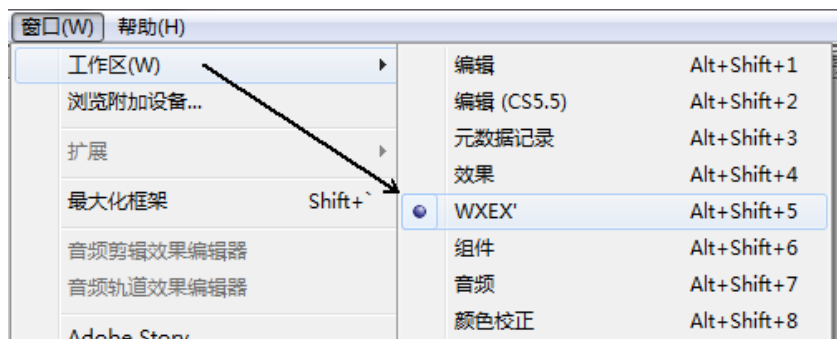 窗口(W) 帮助(H)
工作区(W)
浏览附加设备...
扩展
最大化框架 Shift+`
音频剪辑效果编辑器
音频轨道效果编辑器
Adobe Story
编辑 Alt+Shift+1
编辑 (CS5.5) Alt+Shift+2
元数据记录 Alt+Shift+3
效果 Alt+Shift+4
WXEX' Alt+Shift+5
组件 Alt+Shift+6
音频 Alt+Shift+7
颜色校正 Alt+Shift+8